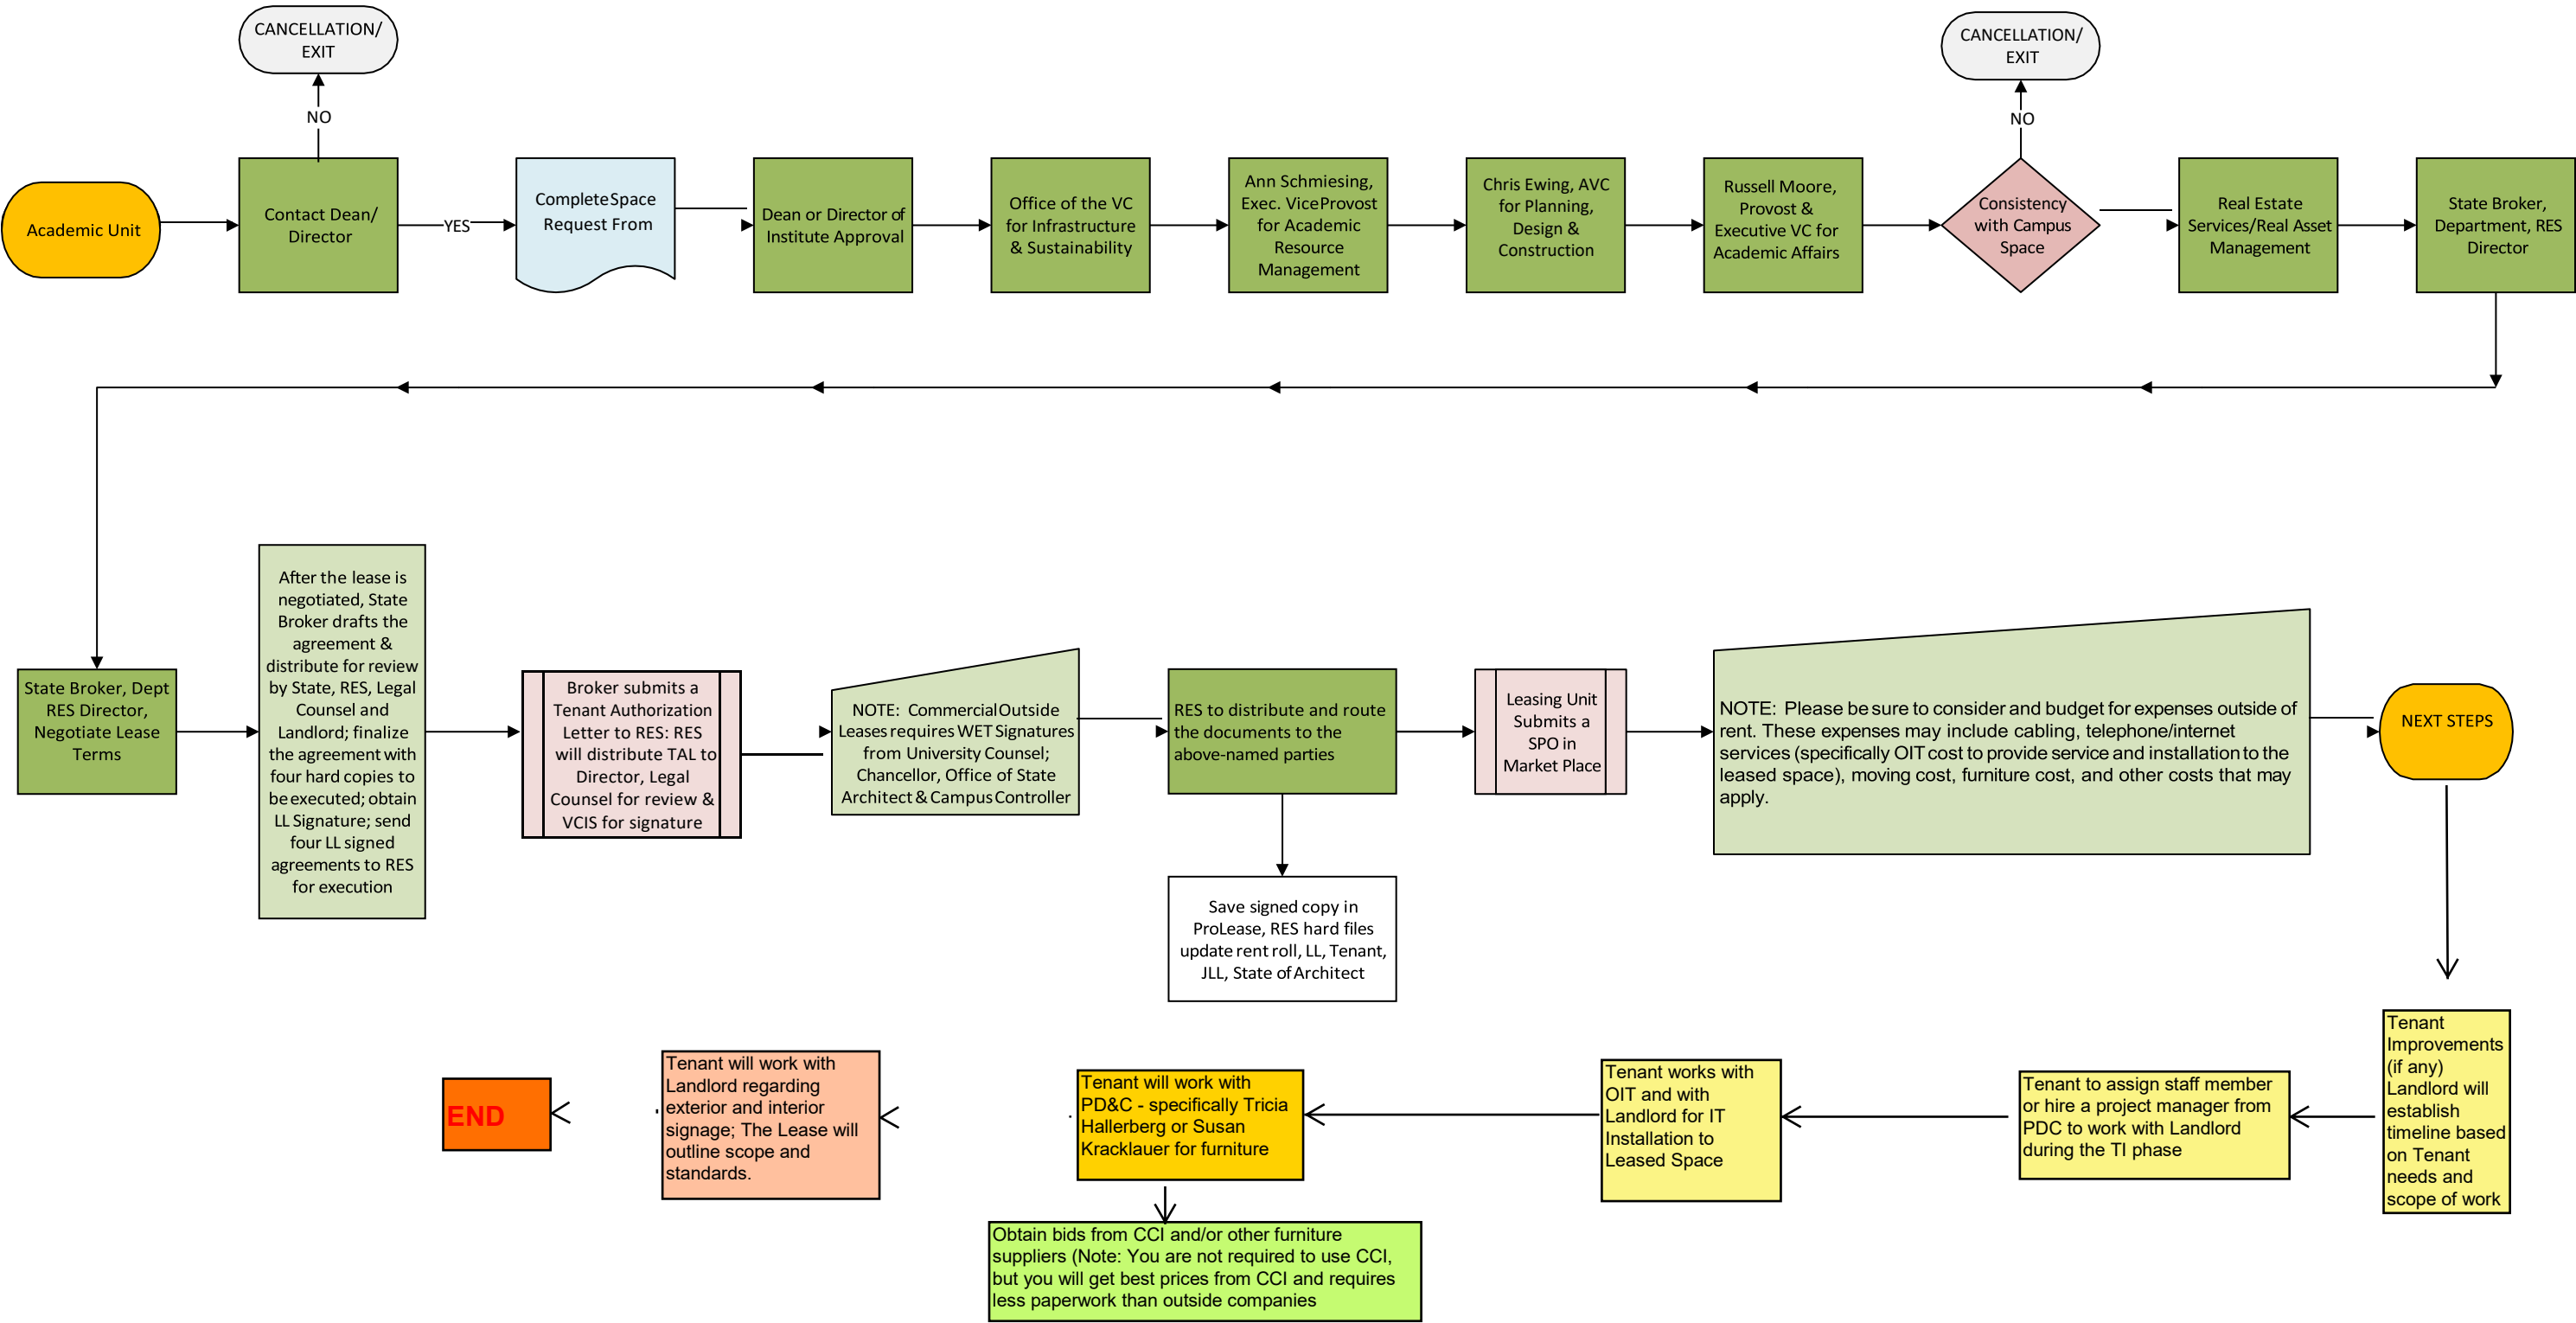 CANCELLATION/
EXIT
CANCELLATION/
EXIT
NO
NO
Academic Unit
Contact Dean/
Director
YES
Complete Space
Request From
Dean or Director of
Institute Approval
Office of the VC
for Infrastructure
& Sustainability
Ann Schmiesing,
Exec. Vice Provost
for Academic
Resource
Management
Chris Ewing, AVC
for Planning,
Design &
Construction
Russell Moore,
Provost &
Executive VC for
Academic Affairs
Consistency
with Campus
Space
Real Estate
Services/Real Asset
Management
State Broker,
Department, RES
Director
State Broker, Dept
RES Director,
Negotiate Lease
Terms
After the lease is
negotiated, State
Broker drafts the
agreement &
distribute for review
by State, RES, Legal
Counsel and
Landlord; finalize
the agreement with
four hard copies to
be executed; obtain
LL Signature; send
four LL signed
agreements to RES
for execution
Broker submits a
Tenant Authorization
Letter to RES: RES
will distribute TAL to
Director, Legal
Counsel for review &
VCIS for signature
NOTE: Commercial Outside
Leases requires WET Signatures
from University Counsel;
Chancellor, Office of State
Architect & Campus Controller
RES to distribute and route
the documents to the
above-named parties
Leasing Unit
Submits a
SPO in
Market Place
NOTE: Please be sure to consider and budget for expenses outside of
rent. These expenses may include cabling, telephone/internet
services (specifically OIT cost to provide service and installation to the
leased space), moving cost, furniture cost, and other costs that may
apply.
NEXT STEPS
Save signed copy in
ProLease, RES hard files
update rent roll, LL, Tenant,
JLL, State of Architect
Tenant
Improvements
(if any)
Landlord will
establish
timeline based
on Tenant
needs and
scope of work
Tenant to assign staff member
or hire a project manager from
PDC to work with Landlord
during the TI phase
Tenant works with
OIT and with
Landlord for IT
Installation to
Leased Space
Tenant will work with
PD&C - specifically Tricia
Hallerberg or Susan
Kracklauer for furniture
Obtain bids from CCI and/or other furniture
suppliers (Note: You are not required to use CCI,
but you will get best prices from CCI and requires
less paperwork than outside companies
Tenant will work with
Landlord regarding
exterior and interior
signage; The Lease will
outline scope and
standards.
END